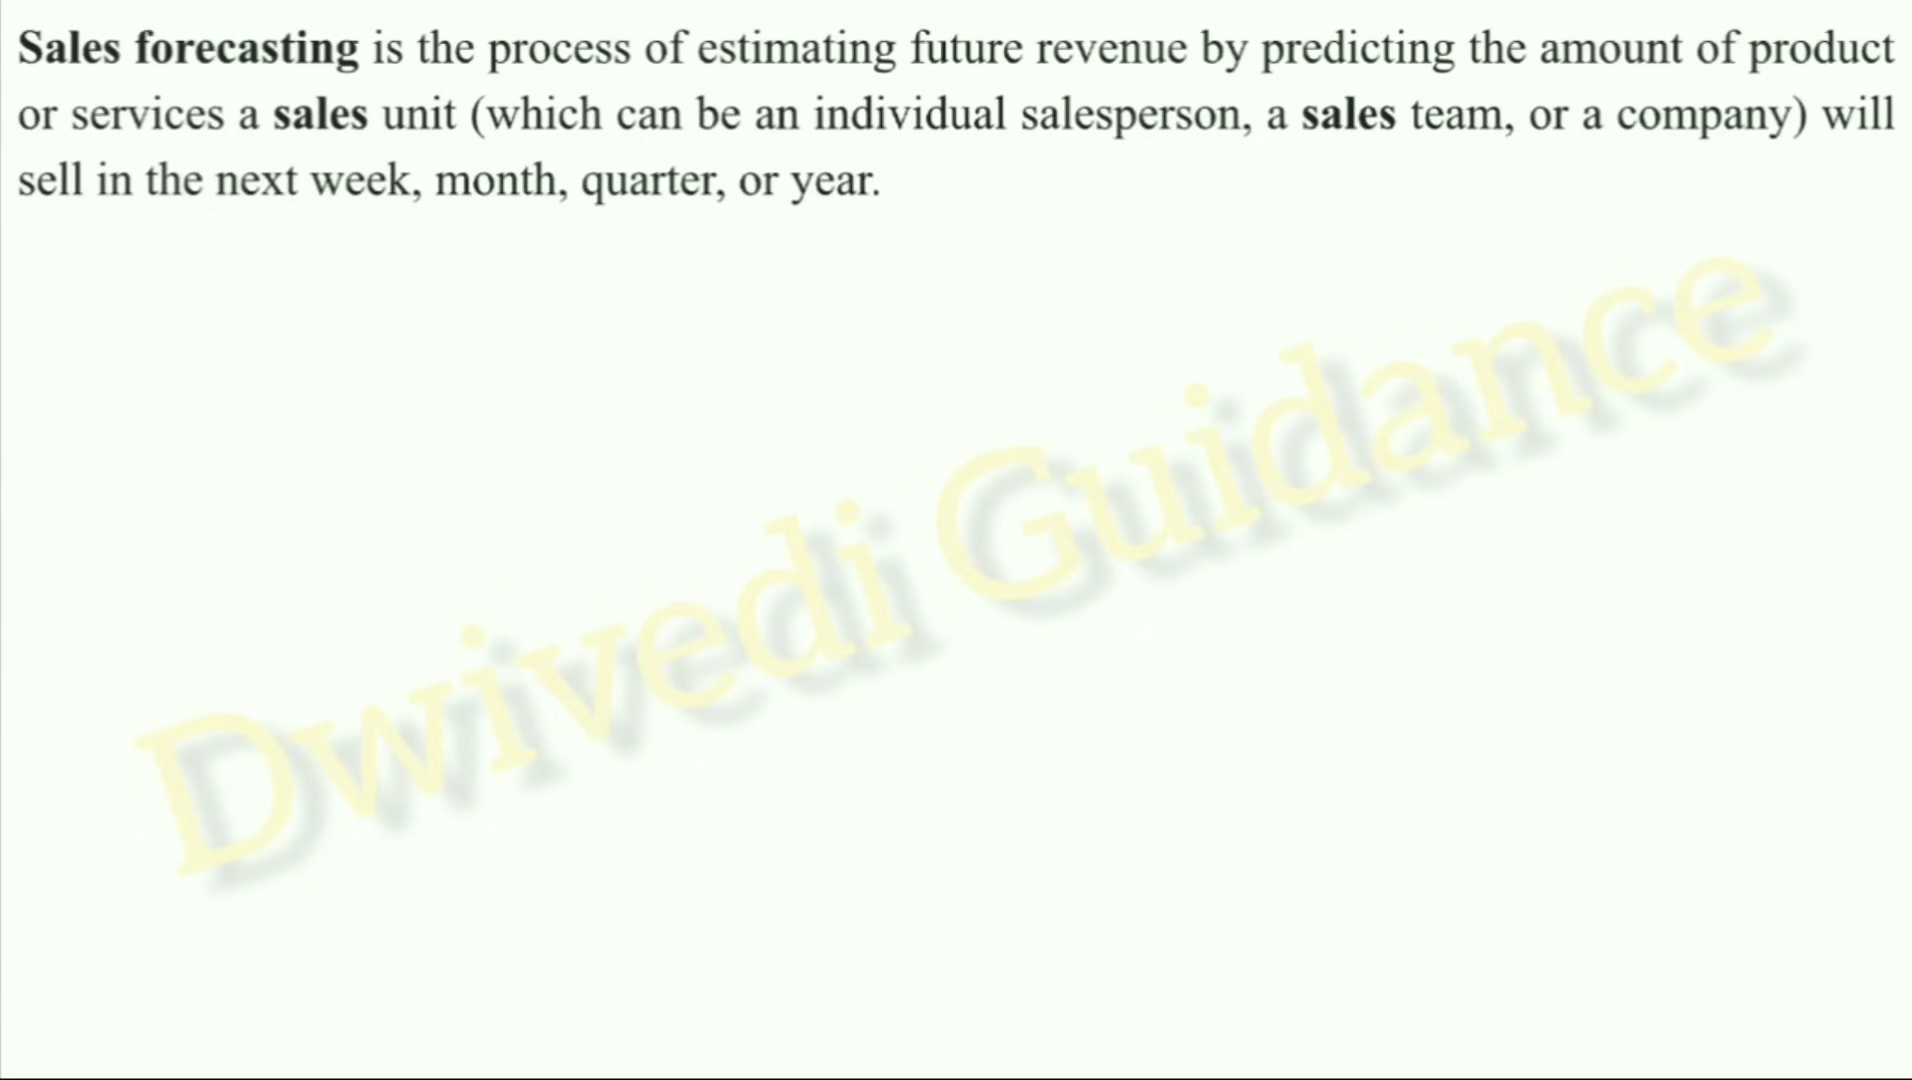 Sales forecasting is the process of estimating future revenue by predicting the amount of product
or services a sales unit (which can be an individual salesperson, a sales team, or a company) will
sell in the next week, month, quarter, or year.
Dwivedi Guidance